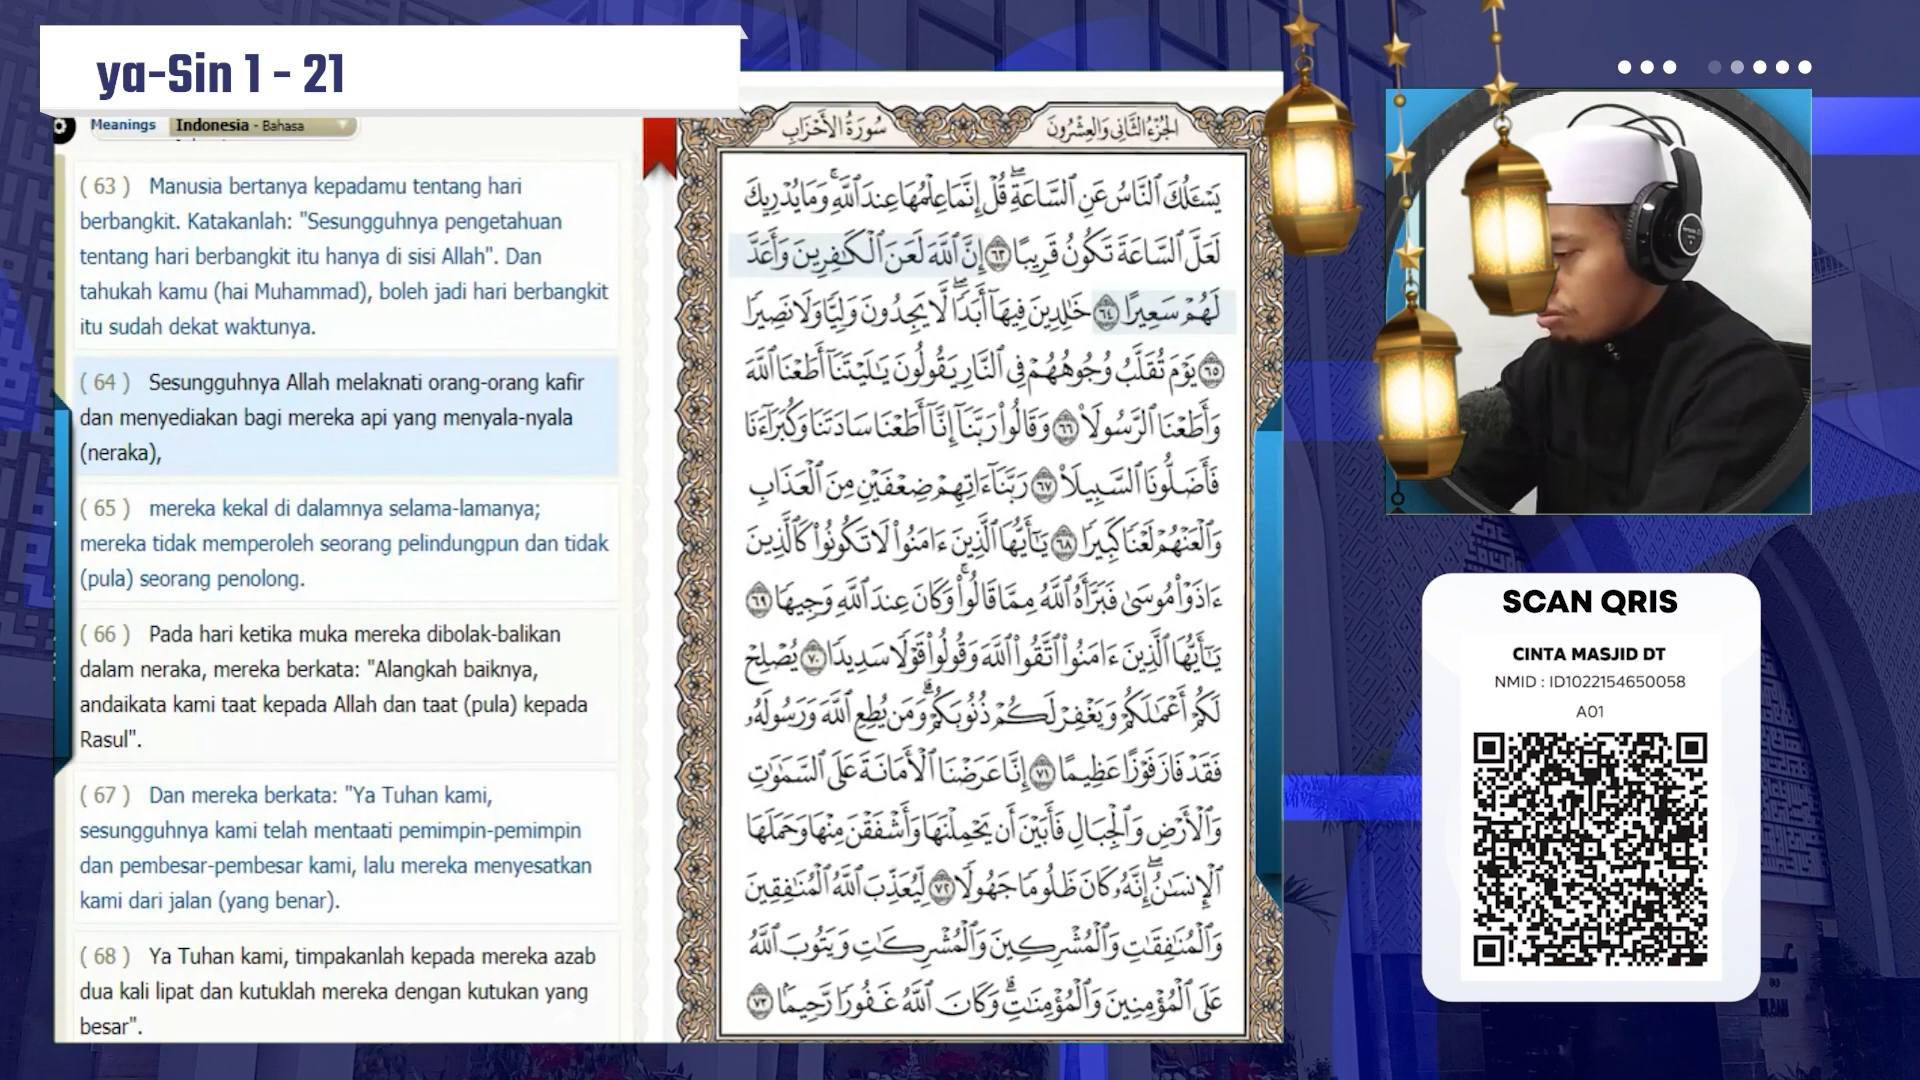 ya-Sin 1 - 21
Meanings Indonesia - Bahasa
( 63 ) Manusia bertanya kepadamu tentang hari
berbangkit. Katakanlah: "Sesungguhnya pengetahuan
tentang hari berbangkit itu hanya di sisi Allah". Dan
tahukah kamu (hai Muhammad), boleh jadi hari berbangkit
itu sudah dekat waktunya.
( 64 ) Sesungguhnya Allah melaknati orang-orang kafir
dan menyediakan bagi mereka api yang menyala-nyala
(neraka),
( 65 ) mereka kekal di dalamnya selama-lamanya;
mereka tidak memperoleh seorang pelindungpun dan tidak
(pula) seorang penolong.
( 66 ) Pada hari ketika muka mereka dibolak-balikan
dalam neraka, mereka berkata: "Alangkah baiknya,
andaikata kami taat kepada Allah dan taat (pula) kepada
Rasul".
( 67 ) Dan mereka berkata: "Ya Tuhan kami,
sesungguhnya kami telah mentaati pemimpin-pemimpin
dan pembesar-pembesar kami, lalu mereka menyesatkan
kami dari jalan (yang benar).
( 68 ) Ya Tuhan kami, timpakanlah kepada mereka azab
dua kali lipat dan kutuklah mereka dengan kutukan yang
besar".
الجزء الثاني والعشرون سورة الأحزاب
يَسْـَٔلُكَ ٱلنَّاسُ عَنِ ٱلسَّاعَةِۖ قُلْ إِنَّمَا عِلْمُهَا عِندَ ٱللَّهِۚ وَمَا يُدْرِيكَ
لَعَلَّ ٱلسَّاعَةَ تَكُونُ قَرِيبًا ٦٣ إِنَّ ٱللَّهَ لَعَنَ ٱلْكَٰفِرِينَ وَأَعَدَّ
لَهُمْ سَعِيرًا ٦٤ خَٰلِدِينَ فِيهَآ أَبَدًاۖ لَّا يَجِدُونَ وَلِيًّا وَلَا نَصِيرًا
٦٥ يَوْمَ تُقَلَّبُ وُجُوهُهُمْ فِى ٱلنَّارِ يَقُولُونَ يَٰلَيْتَنَآ أَطَعْنَا ٱللَّهَ
وَأَطَعْنَا ٱلرَّسُولَا۠ ٦٦ وَقَالُوا۟ رَبَّنَآ إِنَّآ أَطَعْنَا سَادَتَنَا وَكُبَرَآءَنَا
فَأَضَلُّونَا ٱلسَّبِيلَا۠ ٦٧ رَبَّنَآ ءَاتِهِمْ ضِعْفَيْنِ مِنَ ٱلْعَذَابِ
وَٱلْعَنْهُمْ لَعْنًا كَبِيرًا ٦٨ يَٰٓأَيُّهَا ٱلَّذِينَ ءَامَنُوا۟ لَا تَكُونُوا۟ كَٱلَّذِينَ
ءَاذَوْا۟ مُوسَىٰ فَبَرَّأَهُ ٱللَّهُ مِمَّا قَالُوا۟ۚ وَكَانَ عِندَ ٱللَّهِ وَجِيهًا ٦٩
يَٰٓأَيُّهَا ٱلَّذِينَ ءَامَنُوا۟ ٱتَّقُوا۟ ٱللَّهَ وَقُولُوا۟ قَوْلًا سَدِيدًا ٧٠ يُصْلِحْ
لَكُمْ أَعْمَٰلَكُمْ وَيَغْفِرْ لَكُمْ ذُنُوبَكُمْۗ وَمَن يُطِعِ ٱللَّهَ وَرَسُولَهُۥ
فَقَدْ فَازَ فَوْزًا عَظِيمًا ٧١ إِنَّا عَرَضْنَا ٱلْأَمَانَةَ عَلَى ٱلسَّمَٰوَٰتِ
وَٱلْأَرْضِ وَٱلْجِبَالِ فَأَبَيْنَ أَن يَحْمِلْنَهَا وَأَشْفَقْنَ مِنْهَا وَحَمَلَهَا
ٱلْإِنسَٰنُۖ إِنَّهُۥ كَانَ ظَلُومًا جَهُولًا ٧٢ لِّيُعَذِّبَ ٱللَّهُ ٱلْمُنَٰفِقِينَ
وَٱلْمُنَٰفِقَٰتِ وَٱلْمُشْرِكِينَ وَٱلْمُشْرِكَٰتِ وَيَتُوبَ ٱللَّهُ
عَلَى ٱلْمُؤْمِنِينَ وَٱلْمُؤْمِنَٰتِۗ وَكَانَ ٱللَّهُ غَفُورًا رَّحِيمًا ٧٣
SCAN QRIS
CINTA MASJID DT
NMID : ID1022154650058
A01